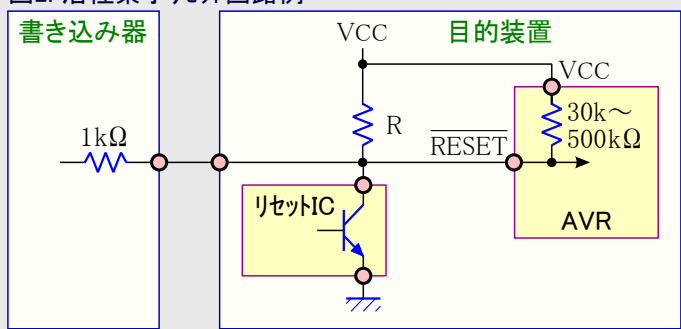 書き込み器
目的装置
VCC
VCC
1kΩ
R
RESET
30k～
500kΩ
リセットIC
AVR